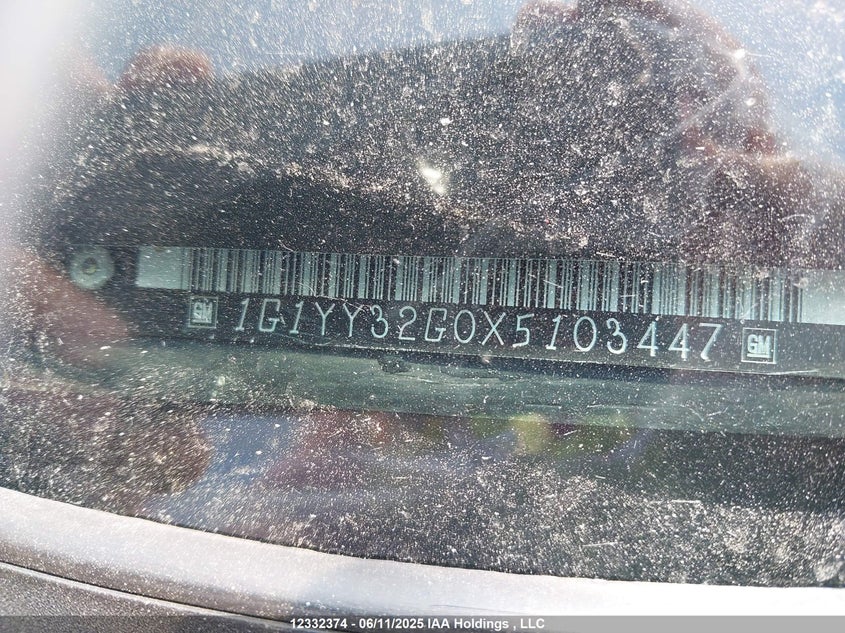 GM 1G1YY32G0X5103447 GM
12332374 - 06/11/2025 IAA Holdings , LLC